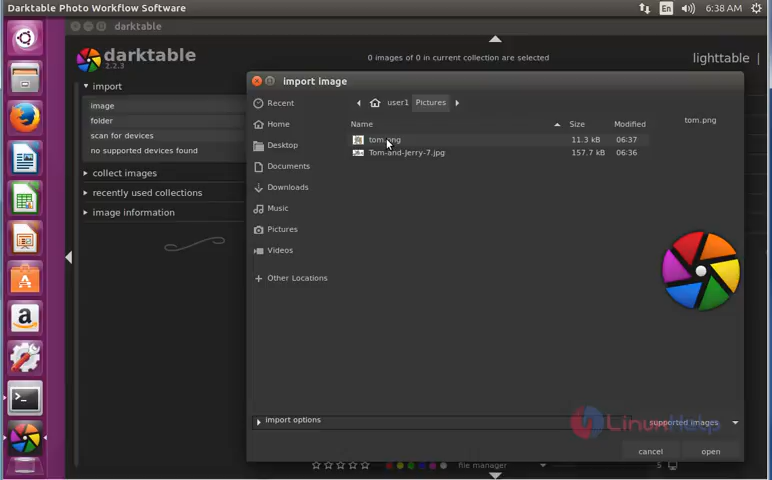 Darktable Photo Workflow Software
En
6:38 AM
darktable
darktable
2.2.3
0 images of 0 in current collection are selected
lighttable |
import
image
folder
scan for devices
no supported devices found
collect images
recently used collections
image information
import image
Recent
Home
Desktop
Documents
Downloads
Music
Pictures
Videos
Other Locations
user1
Pictures
Name
Size
Modified
tom.png
11.3 kB
06:37
Tom-and-Jerry-7.jpg
157.7 kB
06:36
tom.png
import options
supported images
LinuxHelp
cancel
open
file manager
5